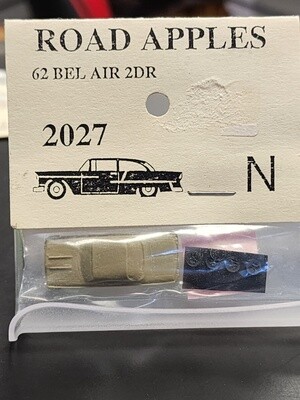 ROAD APPLES
62 BEL AIR 2DR
2027
N